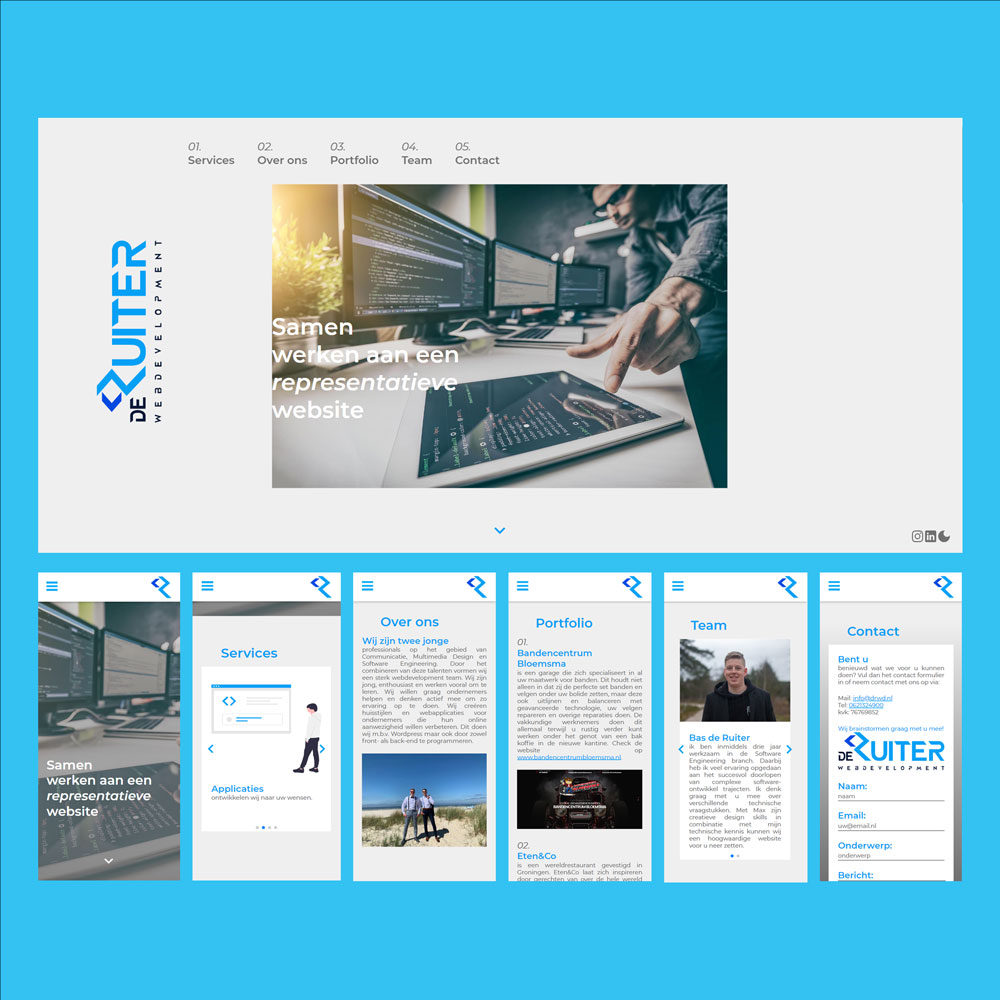 01.
Services
02.
Over ons
03.
Portfolio
04.
Team
05.
Contact
DE RUITER
WEBDEVELOPMENT
Samen
werken aan een
representatieve
website
Samen
werken aan een
representatieve
website
Services
Applicaties
ontwikkelen wij naar uw wensen.
Over ons
Wij zijn twee jonge
professionals op het gebied van
Communicatie, Multimedia Design en
Software Engineering. Door het
combineren van deze talenten vormen wij
een sterk webdevelopment team. Wij zijn
jong, enthousiast en werken vooral om te
leren. Wij willen graag ondernemers
helpen en denken actief mee om zo
ervaring op te doen. Wij creëren
huisstijlen en webapplicaties voor
ondernemers die hun online
aanwezigheid willen verbeteren. Dit doen
wij m.b.v. Wordpress maar ook door zowel
front- als back-end te programmeren.
Portfolio
01.
Bandencentrum
Bloemsma
is een garage die zich specialiseert in al
uw maatwerk voor banden. Dit houdt niet
alleen in dat zij de perfecte set banden en
velgen onder uw bolide zetten, maar deze
ook uitlijnen en balanceren met
geavanceerde technologie, uw velgen
repareren en overige reparaties doen. De
vakkundige werknemers doen dit
allemaal terwijl u rustig verder kunt
werken onder het genot van een bak
koffie in de nieuwe kantine. Check de
website op
www.bandencentrumbloemsma.nl.
BANDENCENTRUM BLOEMSMA
02.
Eten&Co
is een wereldrestaurant gevestigd in
Groningen. Eten&Co laat zich inspireren
door gerechten van over de hele wereld
Team
Bas de Ruiter
ik ben inmiddels drie jaar
werkzaam in de Software
Engineering branch. Daarbij
heb ik veel ervaring opgedaan
aan het succesvol doorlopen
van complexe software-
ontwikkel trajecten. Ik denk
graag met u mee over
verschillende technische
vraagstukken. Met Max zijn
creatieve design skills in
combinatie met mijn
technische kennis kunnen wij
een hoogwaardige website
voor u neer zetten.
Contact
Bent u
benieuwd wat we voor u kunnen
doen? Vul dan het contact formulier
in of neem contact met ons op via:
Mail: info@drwd.nl
Tel: 0621324900
kvk: 76769852
Wij brainstormen graag met u mee!
DE RUITER
WEBDEVELOPMENT
Naam:
naam
Email:
uw@email.nl
Onderwerp:
onderwerp
Bericht: